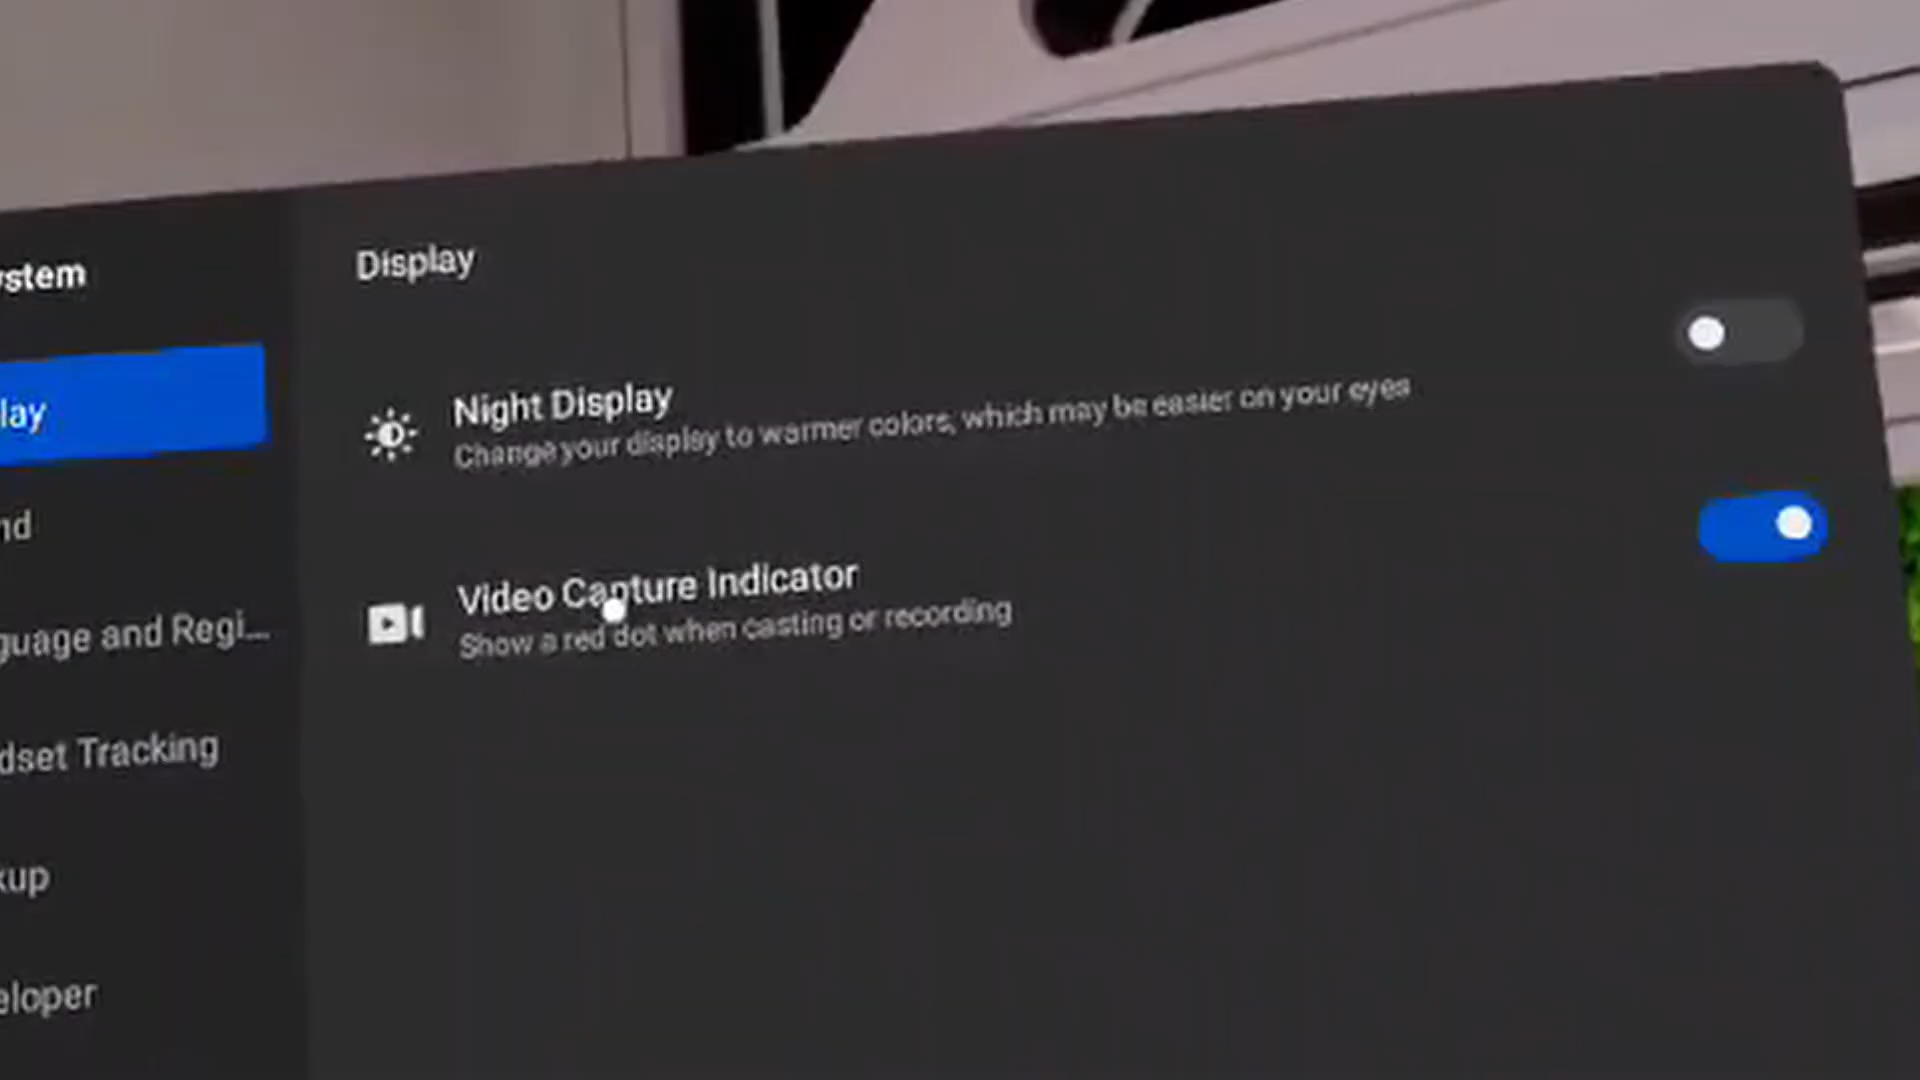 ystem
Display
lay
Night Display
Change your display to warmer colors, which may be easier on your eyes
nd
Video Capture Indicator
Show a red dot when casting or recording
guage and Regi...
dset Tracking
kup
eloper